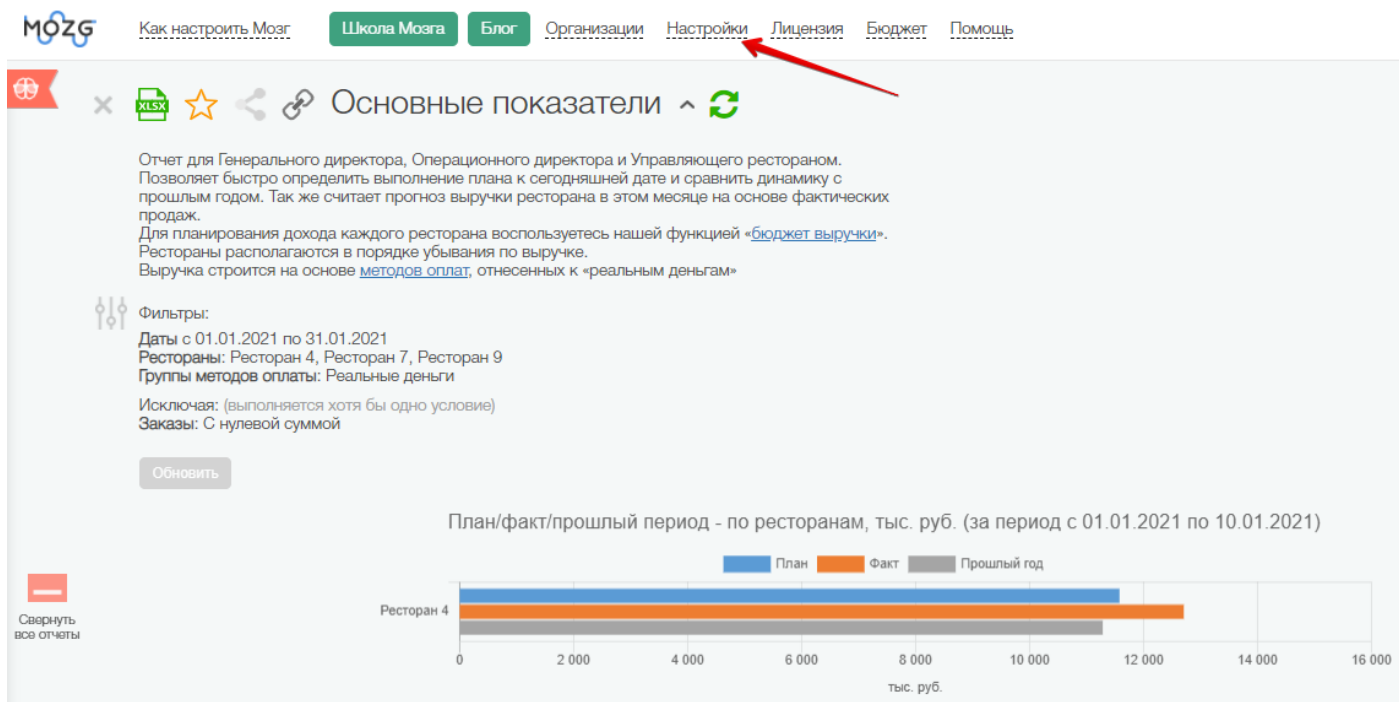 MOZG
Как настроить Мозг
Школа Мозга
Блог
Организации
Настройки
Лицензия
Бюджет
Помощь
XLSX
Основные показатели
Отчет для Генерального директора, Операционного директора и Управляющего рестораном.
Позволяет быстро определить выполнение плана к сегодняшней дате и сравнить динамику с
прошлым годом. Так же считает прогноз выручки ресторана в этом месяце на основе фактических
продаж.
Для планирования дохода каждого ресторана воспользуетесь нашей функцией «бюджет выручки».
Рестораны располагаются в порядке убывания по выручке.
Выручка строится на основе методов оплат, отнесенных к «реальным деньгам»
Фильтры:
Даты с 01.01.2021 по 31.01.2021
Рестораны: Ресторан 4, Ресторан 7, Ресторан 9
Группы методов оплаты: Реальные деньги
Исключая: (выполняется хотя бы одно условие)
Заказы: С нулевой суммой
Обновить
План/факт/прошлый период - по ресторанам, тыс. руб. (за период с 01.01.2021 по 10.01.2021)
План
Факт
Прошлый год
Свернуть
все отчеты
Ресторан 4
0
2 000
4 000
6 000
8 000
10 000
12 000
14 000
16 000
тыс. руб.